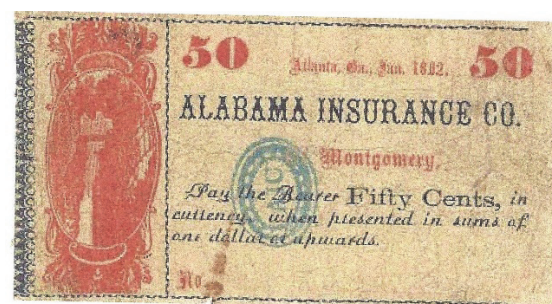 50 Atlanta, Ga., Jan. 1862. 50
ALABAMA INSURANCE CO.
Montgomery.
Pay the Bearer Fifty Cents, in
currency, when presented in sums of
one dollar or upwards.
No